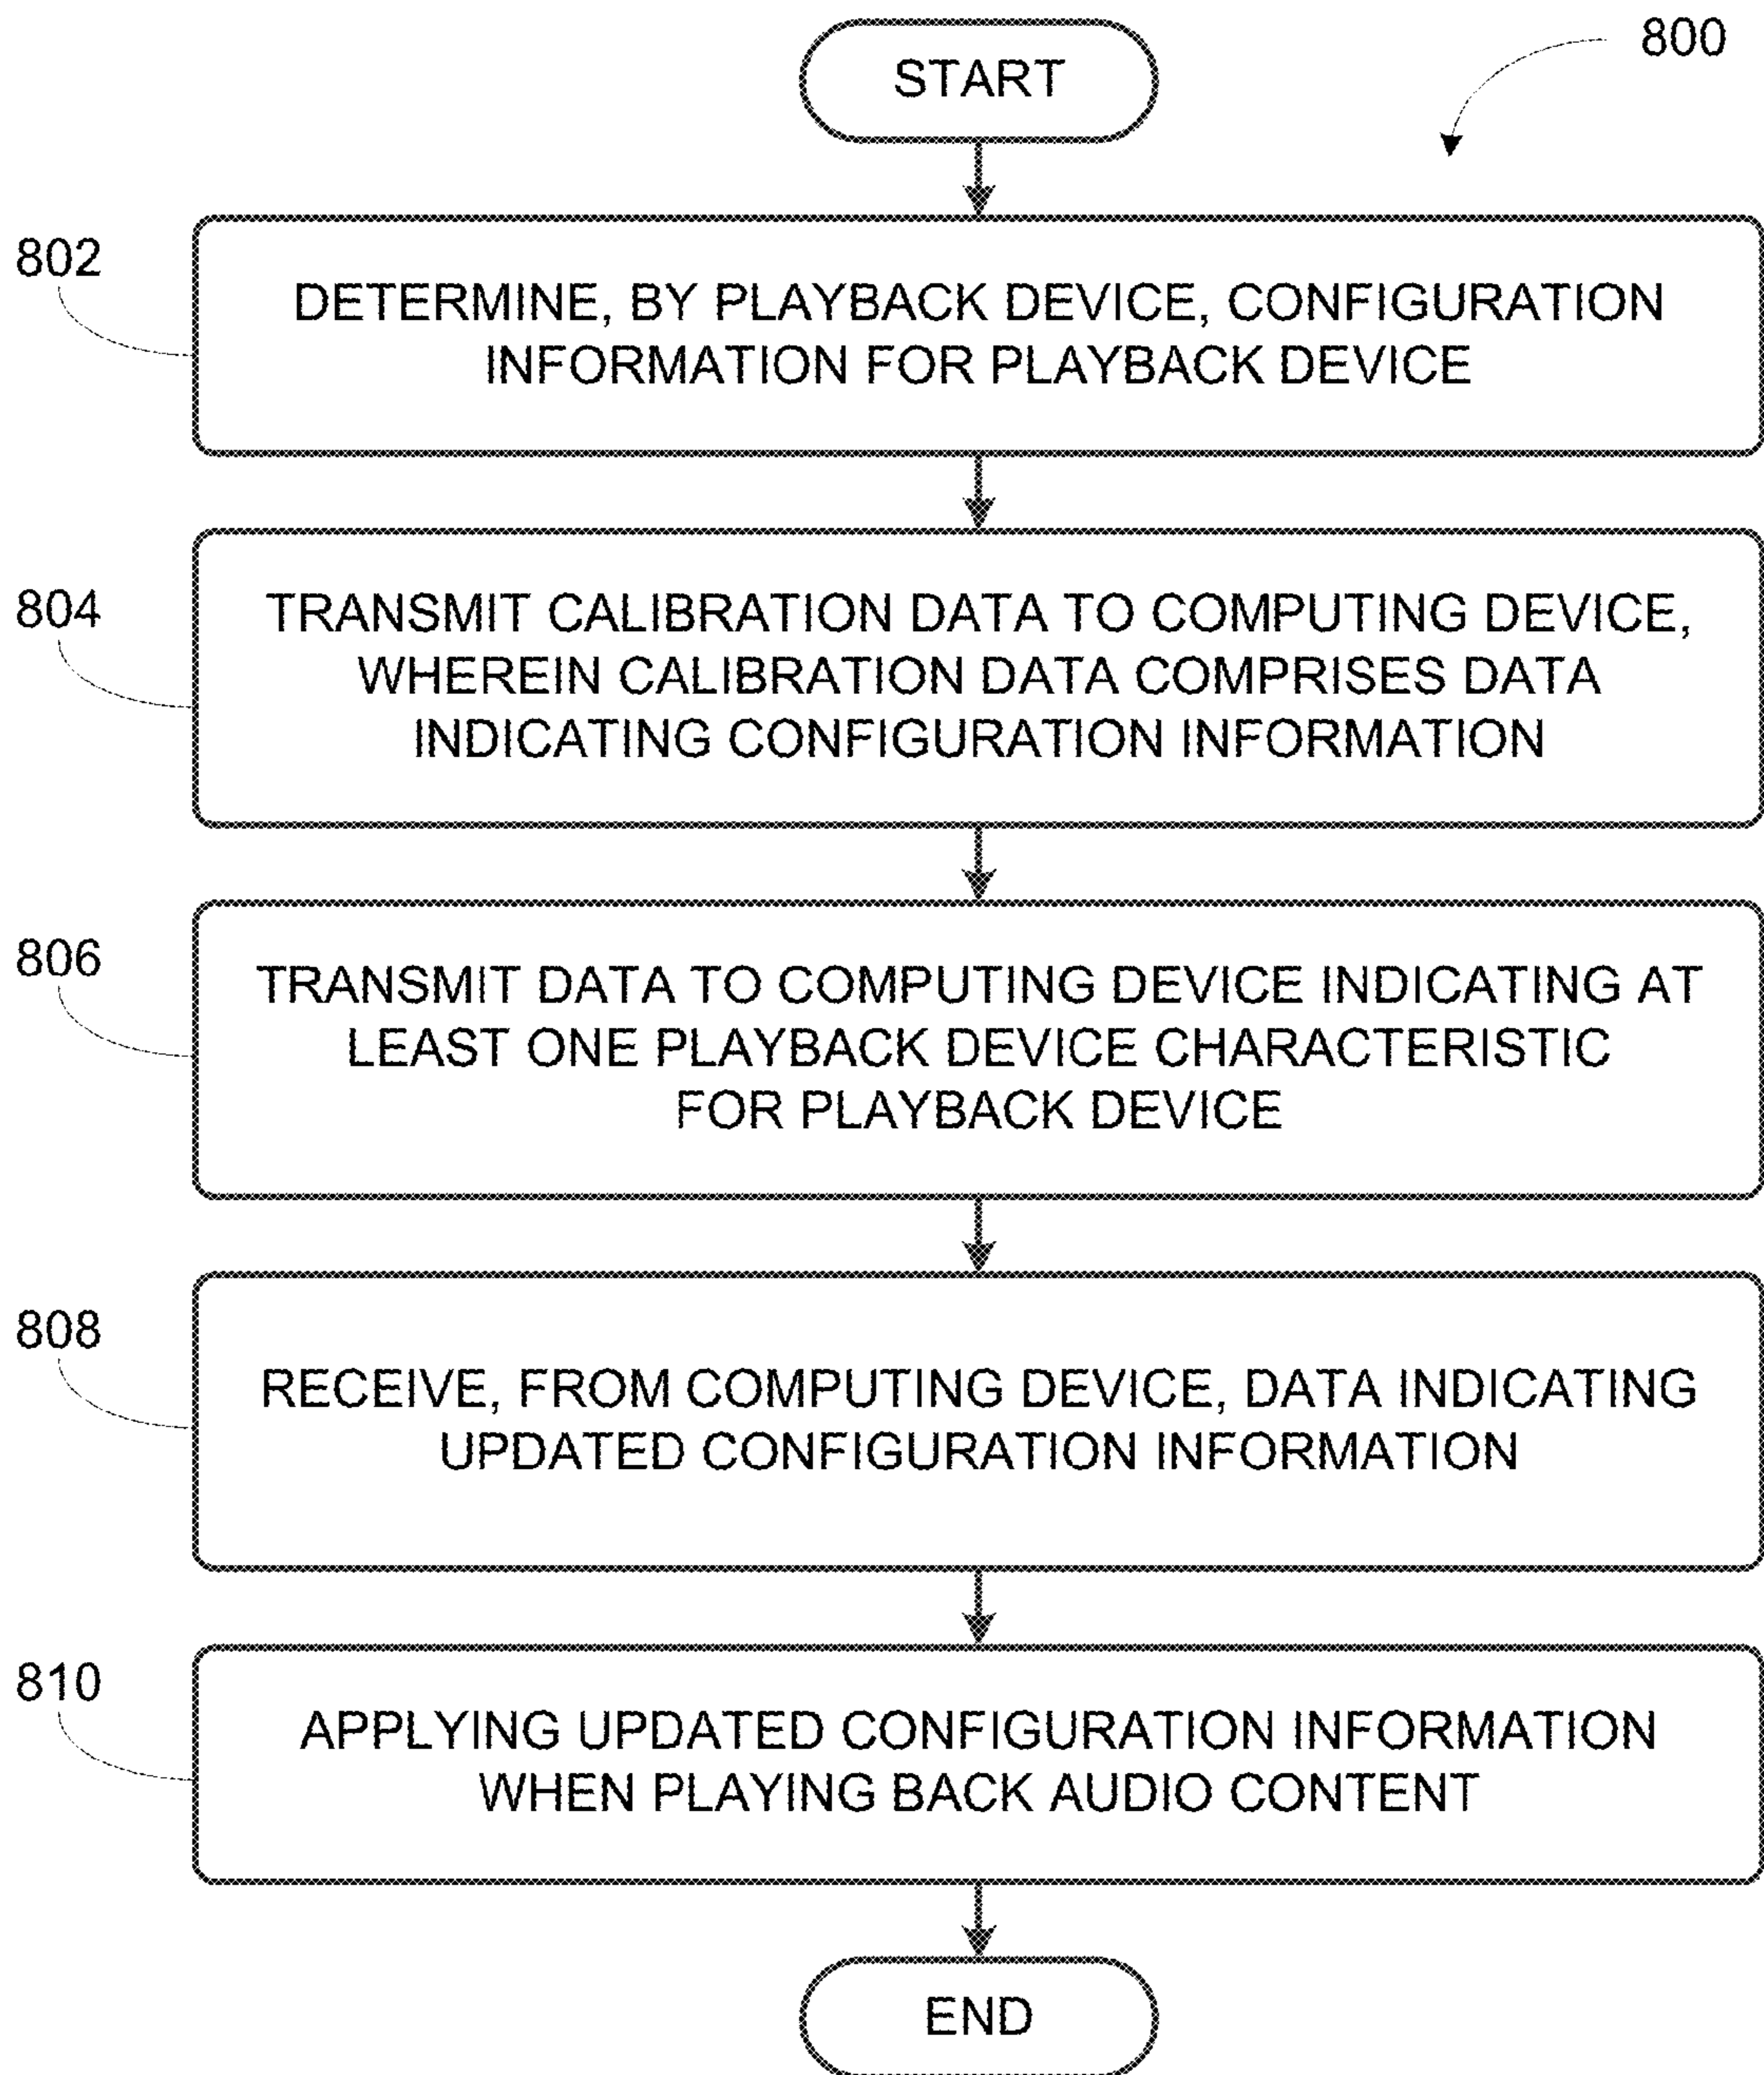 START
800
802
DETERMINE, BY PLAYBACK DEVICE, CONFIGURATION
INFORMATION FOR PLAYBACK DEVICE
804
TRANSMIT CALIBRATION DATA TO COMPUTING DEVICE,
WHEREIN CALIBRATION DATA COMPRISES DATA
INDICATING CONFIGURATION INFORMATION
806
TRANSMIT DATA TO COMPUTING DEVICE INDICATING AT
LEAST ONE PLAYBACK DEVICE CHARACTERISTIC
FOR PLAYBACK DEVICE
808
RECEIVE, FROM COMPUTING DEVICE, DATA INDICATING
UPDATED CONFIGURATION INFORMATION
810
APPLYING UPDATED CONFIGURATION INFORMATION
WHEN PLAYING BACK AUDIO CONTENT
END